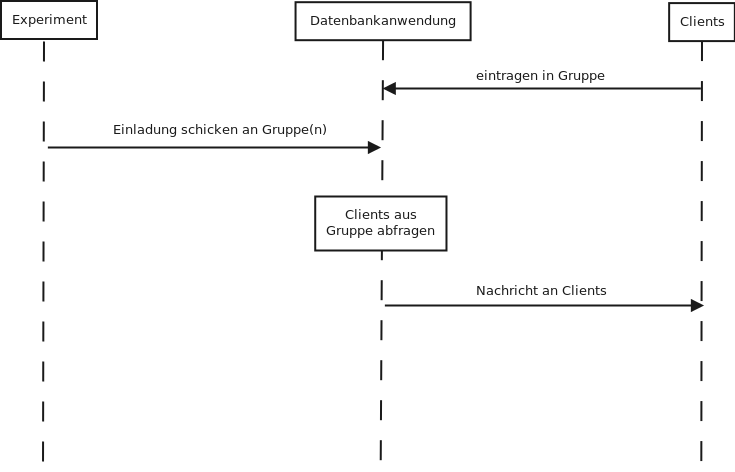 Experiment
Datenbankanwendung
Clients
eintragen in Gruppe
Einladung schicken an Gruppe(n)
Clients aus
Gruppe abfragen
Nachricht an Clients